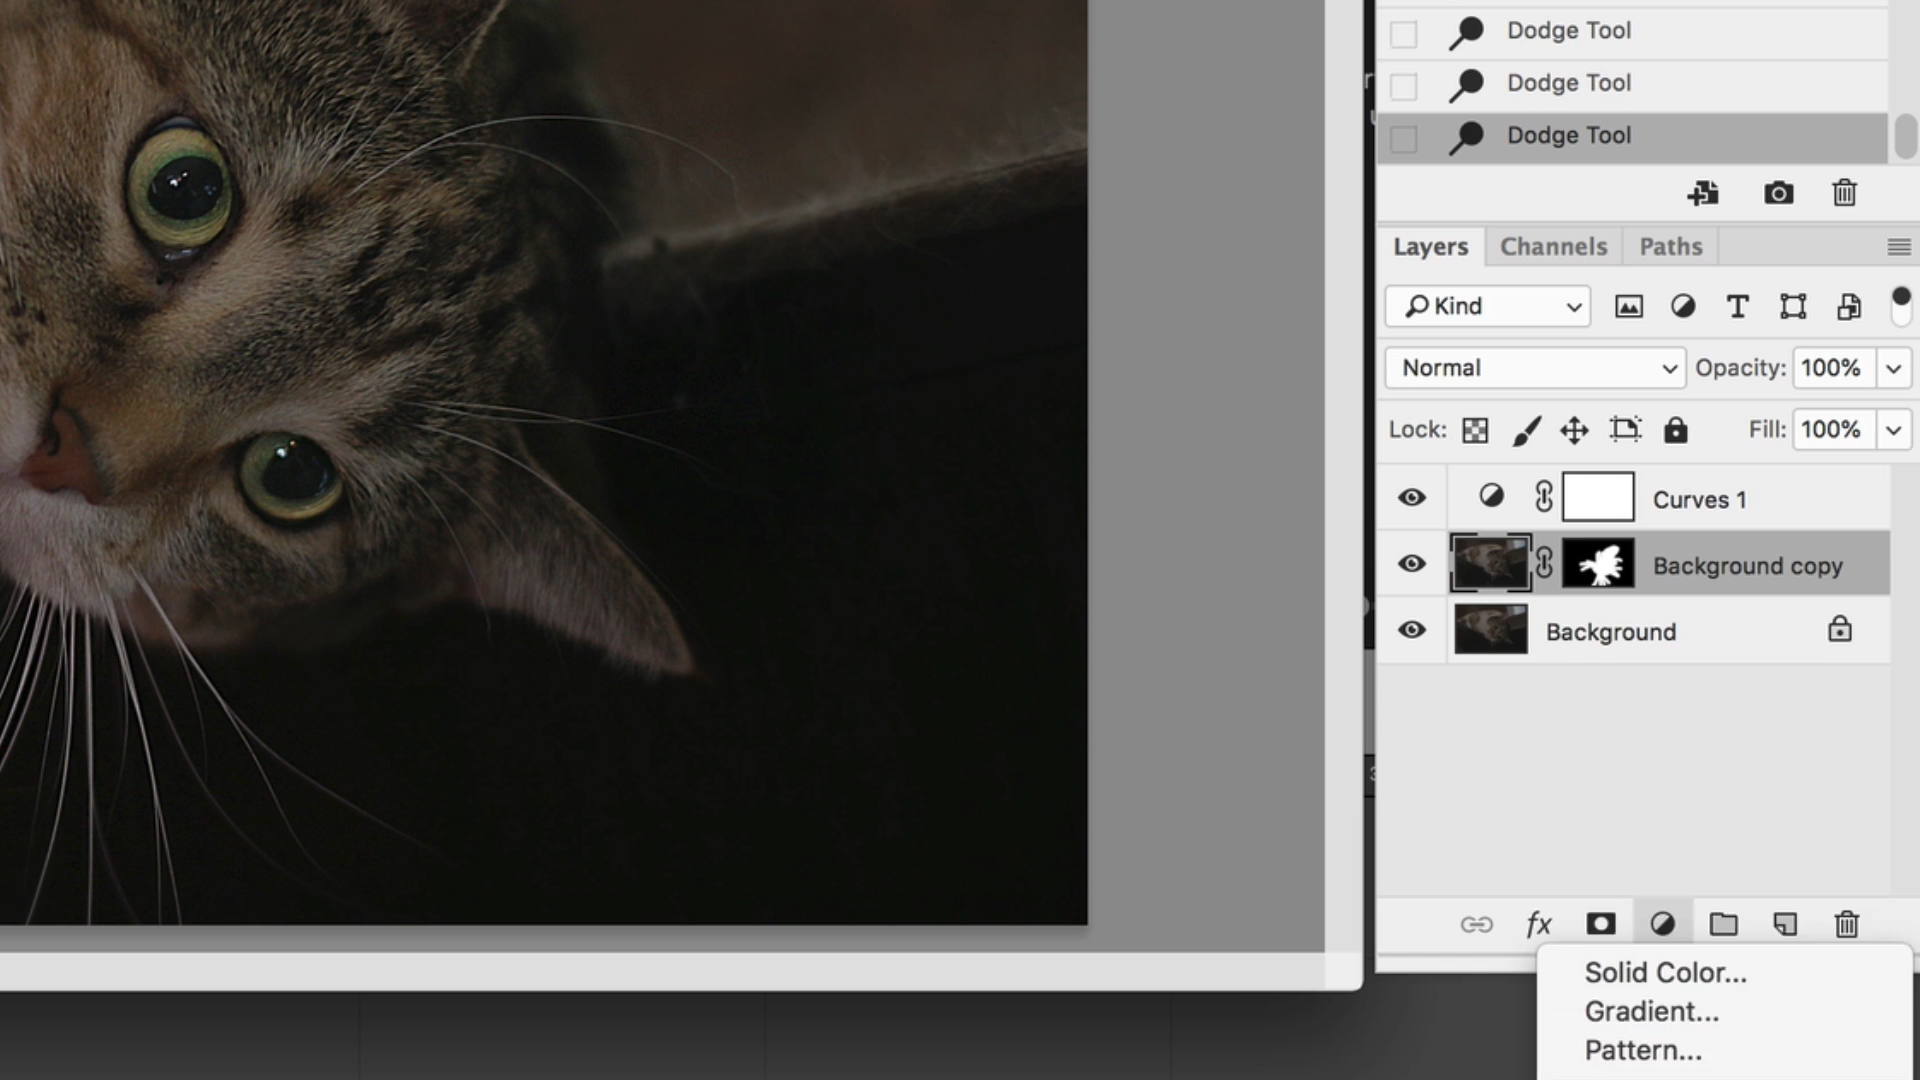 Dodge Tool
Dodge Tool
Dodge Tool
Layers Channels Paths
Kind
Normal Opacity: 100%
Lock: Fill: 100%
Curves 1
Background copy
Background
fx
Solid Color...
Gradient...
Pattern...